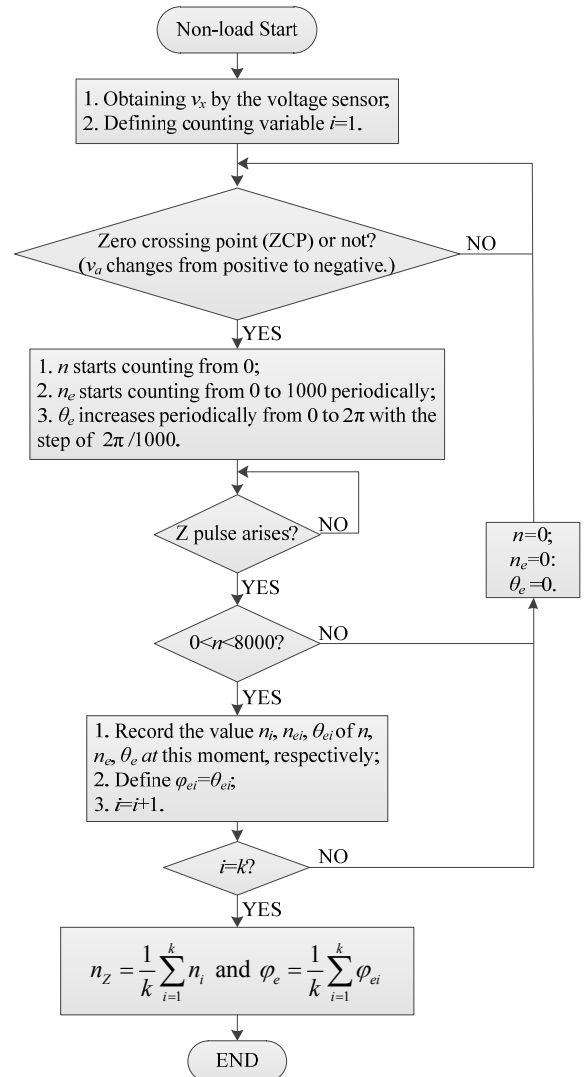 Non-load Start
1. Obtaining vₓ by the voltage sensor;
2. Defining counting variable i=1.
Zero crossing point (ZCP) or not?
(vₐ changes from positive to negative.)
NO
YES
1. n starts counting from 0;
2. nₑ starts counting from 0 to 1000 periodically;
3. θₑ increases periodically from 0 to 2π with the
step of 2π /1000.
Z pulse arises?
NO
YES
n=0;
nₑ=0:
θₑ=0.
0<n<8000?
NO
YES
1. Record the value nᵢ, nₑᵢ, θₑᵢ of n,
nₑ, θₑ at this moment, respectively;
2. Define φₑᵢ=θₑᵢ;
3. i=i+1.
i=k?
NO
YES
n_Z = 1/k ∑_{i=1}^{k} nᵢ and φₑ = 1/k ∑_{i=1}^{k} φₑᵢ
END